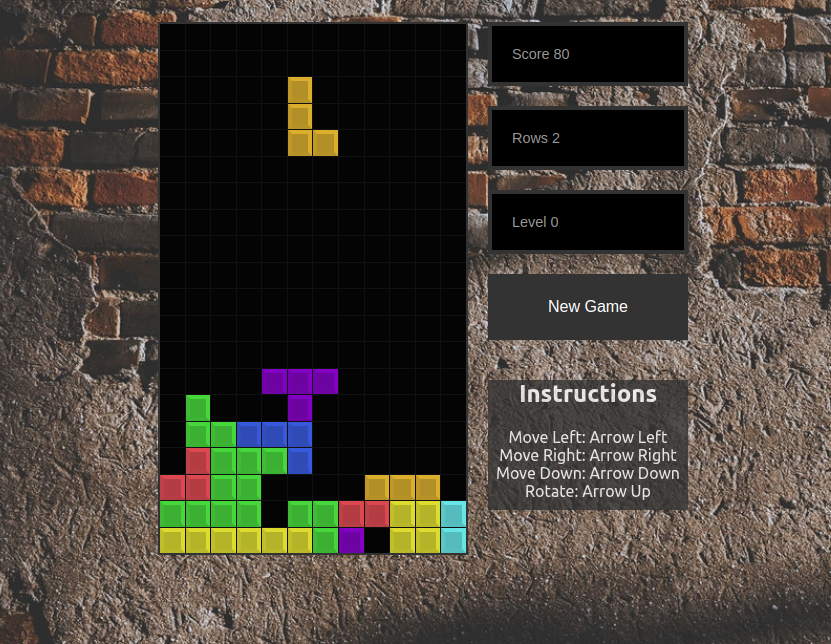 Score 80
Rows 2
Level 0
New Game
Instructions
Move Left: Arrow Left
Move Right: Arrow Right
Move Down: Arrow Down
Rotate: Arrow Up